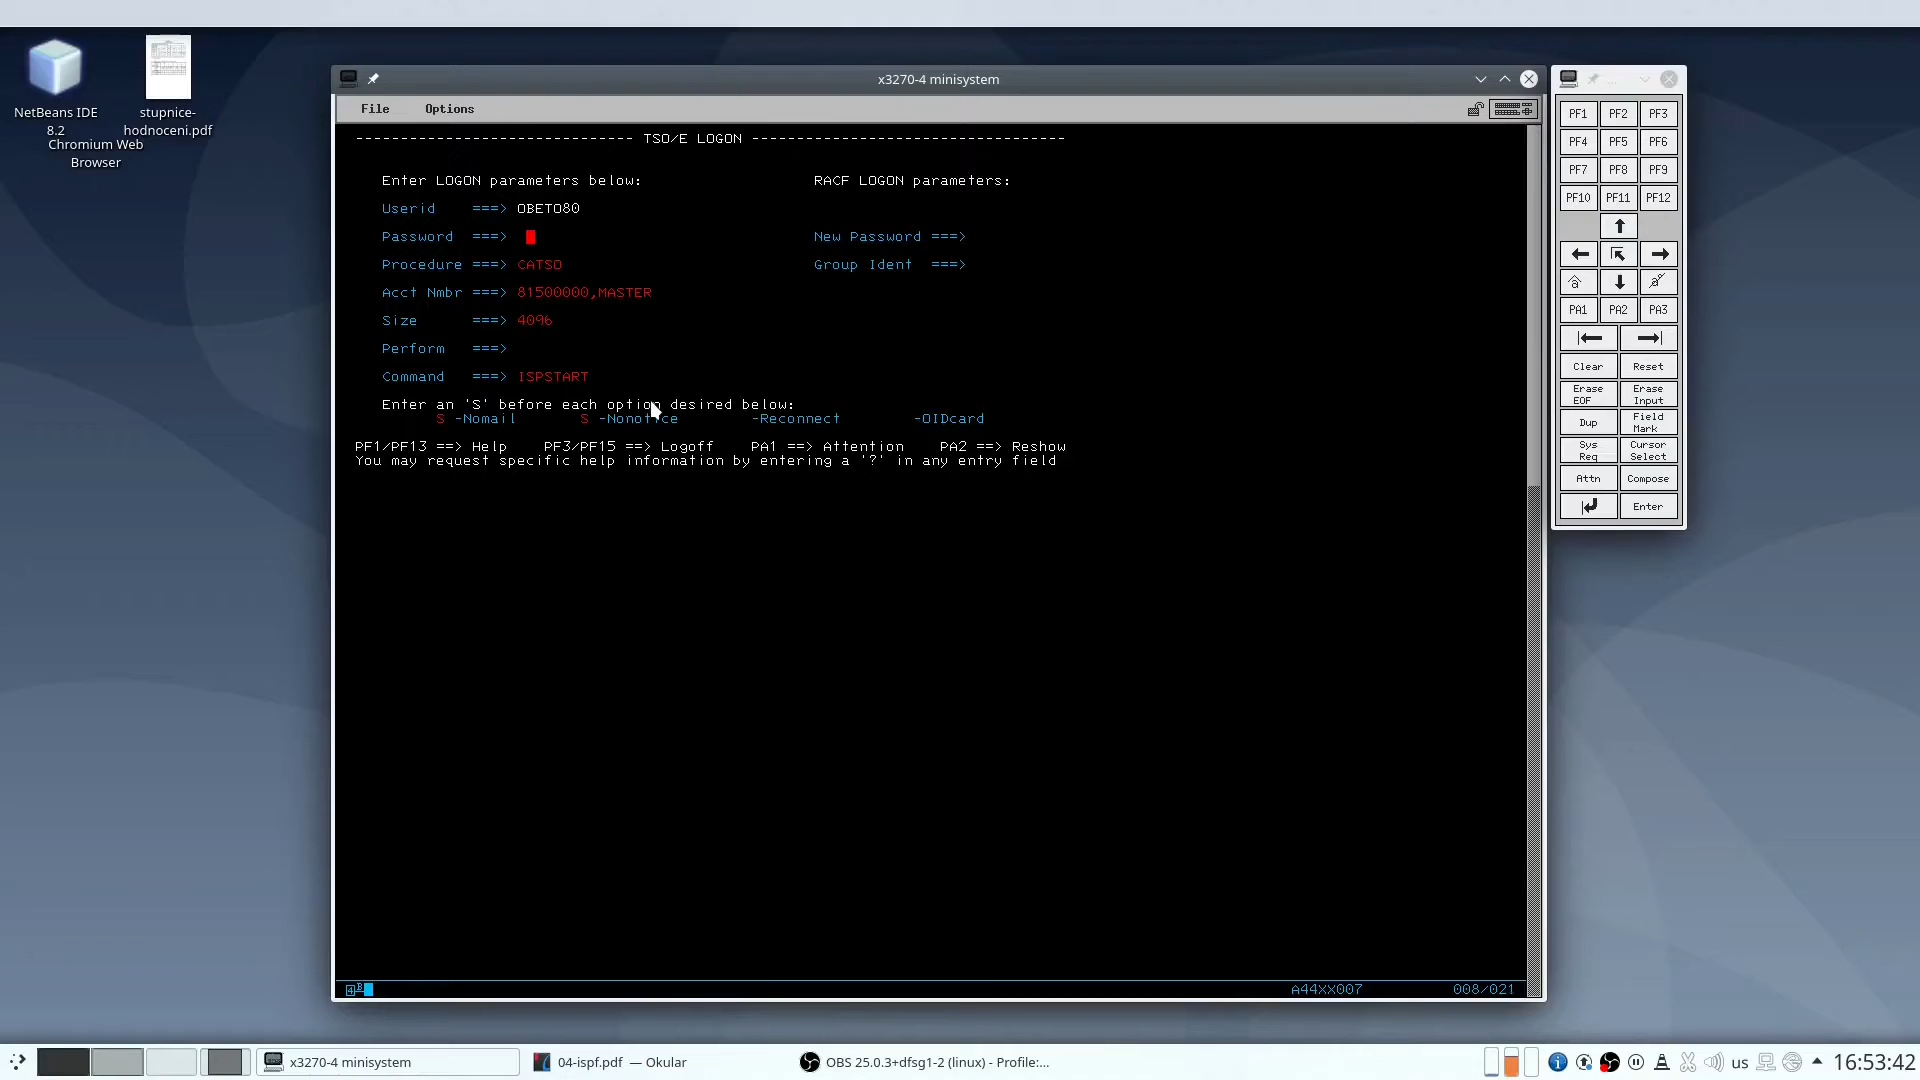 NetBeans IDE
8.2
Chromium Web
Browser
stupnice-
hodnoceni.pdf
x3270-4 minisystem
File Options
------------------------------- TSO/E LOGON -----------------------------------
Enter LOGON parameters below: RACF LOGON parameters:
Userid ===> OBETO80
Password ===> New Password ===>
Procedure ===> CATSO Group Ident ===>
Acct Nmbr ===> 81500000,MASTER
Size ===> 4096
Perform ===>
Command ===> ISPSTART
Enter an 'S' before each option desired below:
S -Nomail S -Nonotice -Reconnect -OIDcard
PF1/PF13 ==> Help PF3/PF15 ==> Logoff PA1 ==> Attention PA2 ==> Reshow
You may request specific help information by entering a '?' in any entry field
4B A44XX007 008/021
PF1 PF2 PF3
PF4 PF5 PF6
PF7 PF8 PF9
PF10 PF11 PF12
PA1 PA2 PA3
Clear Reset
Erase EOF Erase Input
Dup Field Mark
Sys Req Cursor Select
Attn Compose
Enter
x3270-4 minisystem
04-ispf.pdf — Okular
OBS 25.0.3+dfsg1-2 (linux) - Profile:...
us
16:53:42